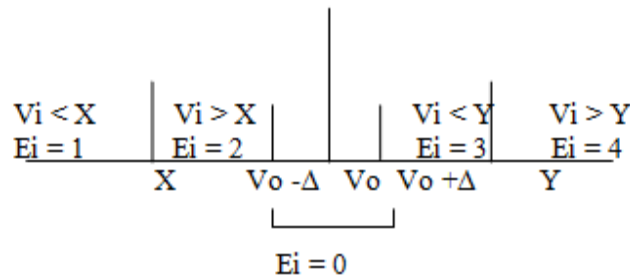 Vi < X Vi > X Vi < Y Vi > Y
Ei = 1 Ei = 2 Ei = 3 Ei = 4
X Vo -Δ Vo Vo +Δ Y
Ei = 0